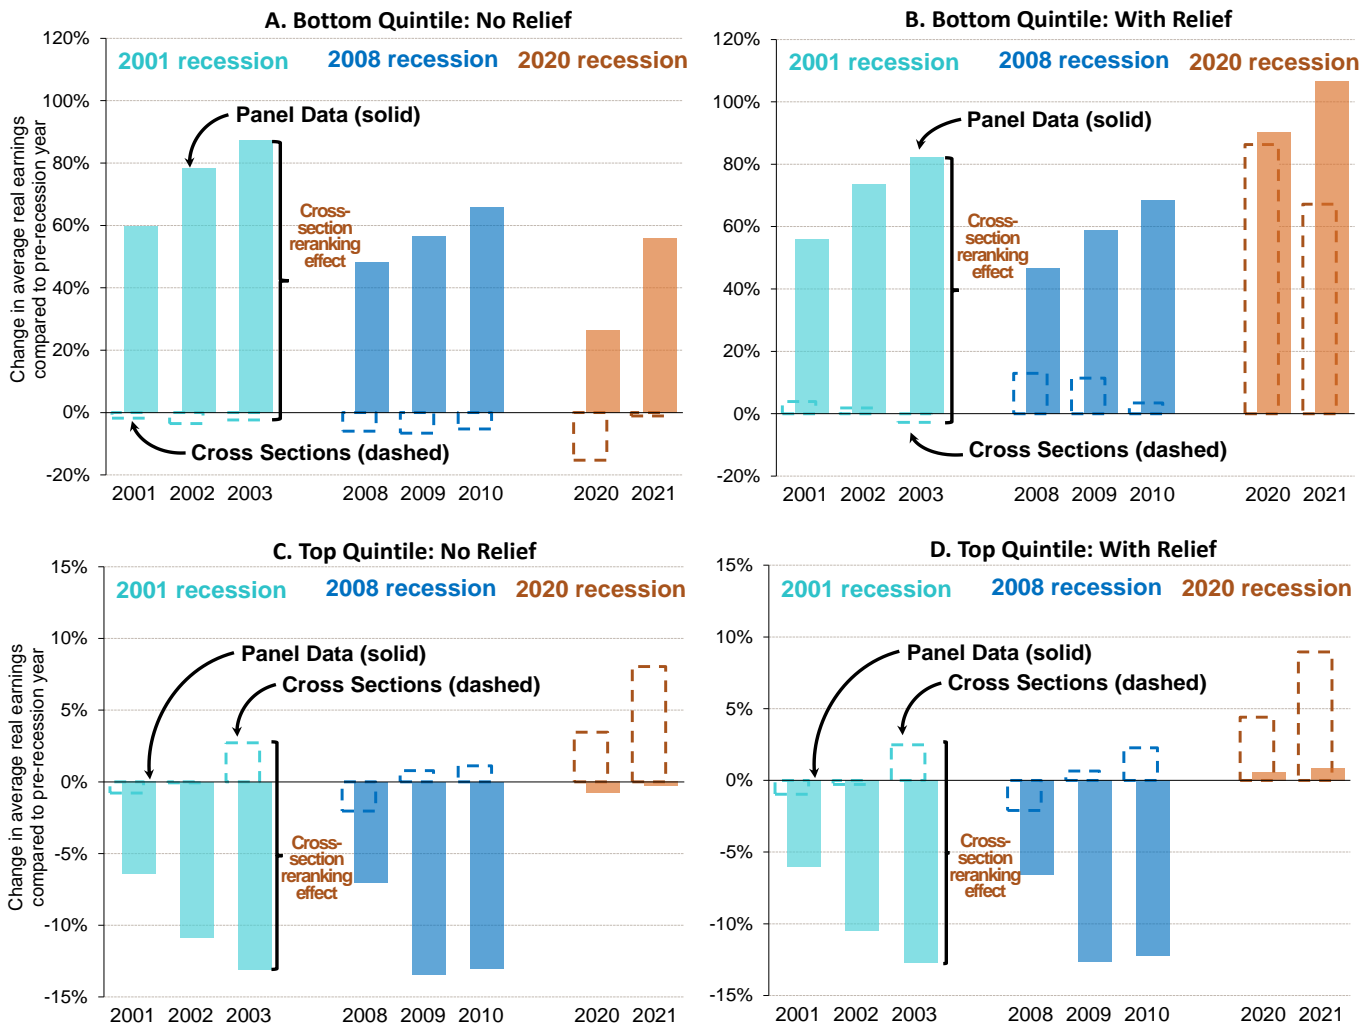 A. Bottom Quintile: No Relief
120%
100%
80%
60%
40%
20%
0%
-20%
Change in average real earnings
compared to pre-recession year
2001 recession
2008 recession
2020 recession
Panel Data (solid)
Cross-
section
reranking
effect
Cross Sections (dashed)
2001
2002
2003
2008
2009
2010
2020
2021
B. Bottom Quintile: With Relief
120%
100%
80%
60%
40%
20%
0%
-20%
2001 recession
2008 recession
2020 recession
Panel Data (solid)
Cross-
section
reranking
effect
Cross Sections (dashed)
2001
2002
2003
2008
2009
2010
2020
2021
C. Top Quintile: No Relief
15%
10%
5%
0%
-5%
-10%
-15%
Change in average real earnings
compared to pre-recession year
2001 recession
2008 recession
2020 recession
Panel Data (solid)
Cross Sections (dashed)
Cross-
section
reranking
effect
2001
2002
2003
2008
2009
2010
2020
2021
D. Top Quintile: With Relief
15%
10%
5%
0%
-5%
-10%
-15%
2001 recession
2008 recession
2020 recession
Panel Data (solid)
Cross Sections (dashed)
Cross-
section
reranking
effect
2001
2002
2003
2008
2009
2010
2020
2021